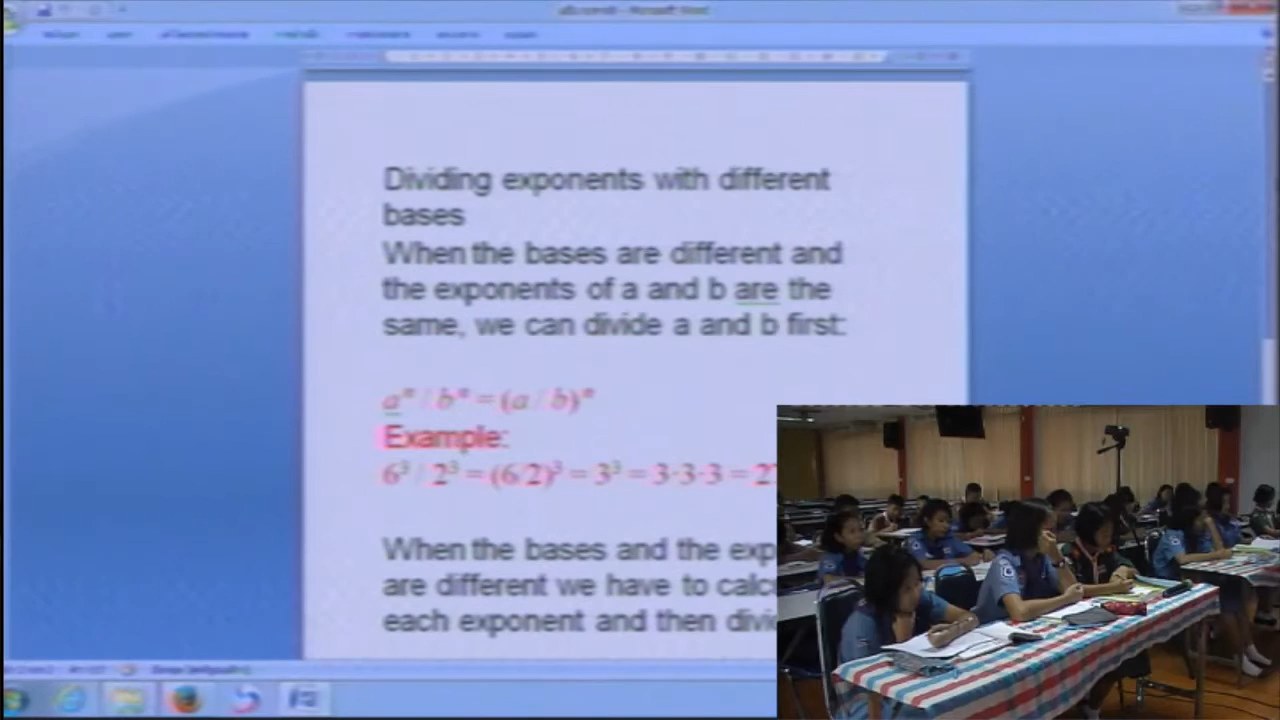 Dividing exponents with different
bases
When the bases are different and
the exponents of a and b are the
same, we can divide a and b first:
aⁿ / bⁿ = (a / b)ⁿ
Example:
6³ / 2³ = (6/2)³ = 3³ = 3·3·3 = 27
When the bases and the exp
are different we have to calc
each exponent and then divi